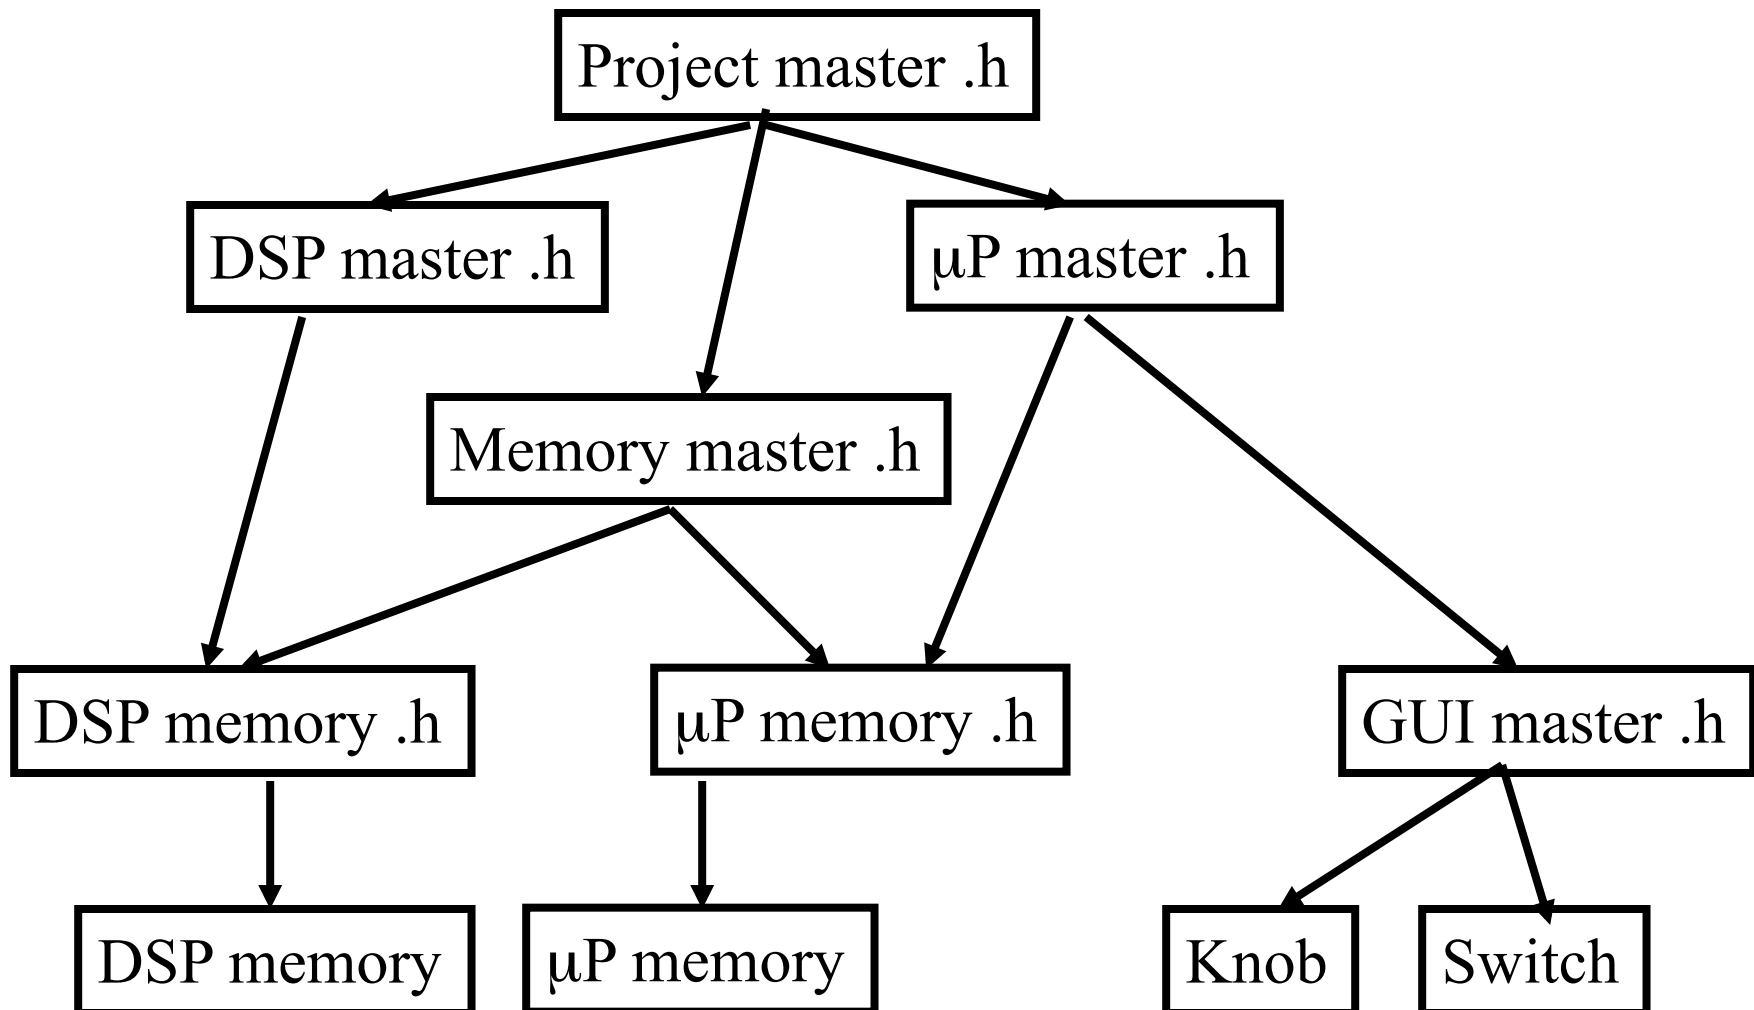 Project master .h
DSP master .h
μP master .h
Memory master .h
DSP memory .h
μP memory .h
GUI master .h
DSP memory
μP memory
Knob
Switch